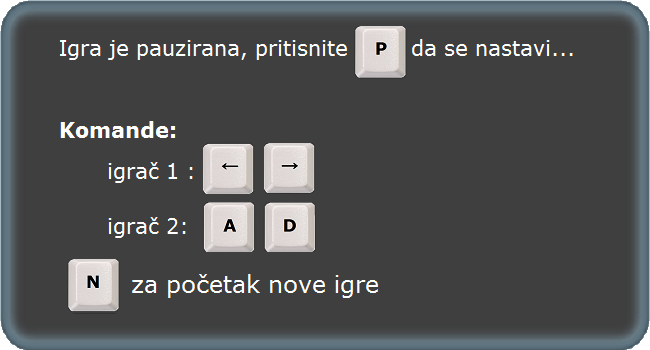 Igra je pauzirana, pritisnite P da se nastavi...
Komande:
igrač 1 : ← →
igrač 2: A D
N za početak nove igre